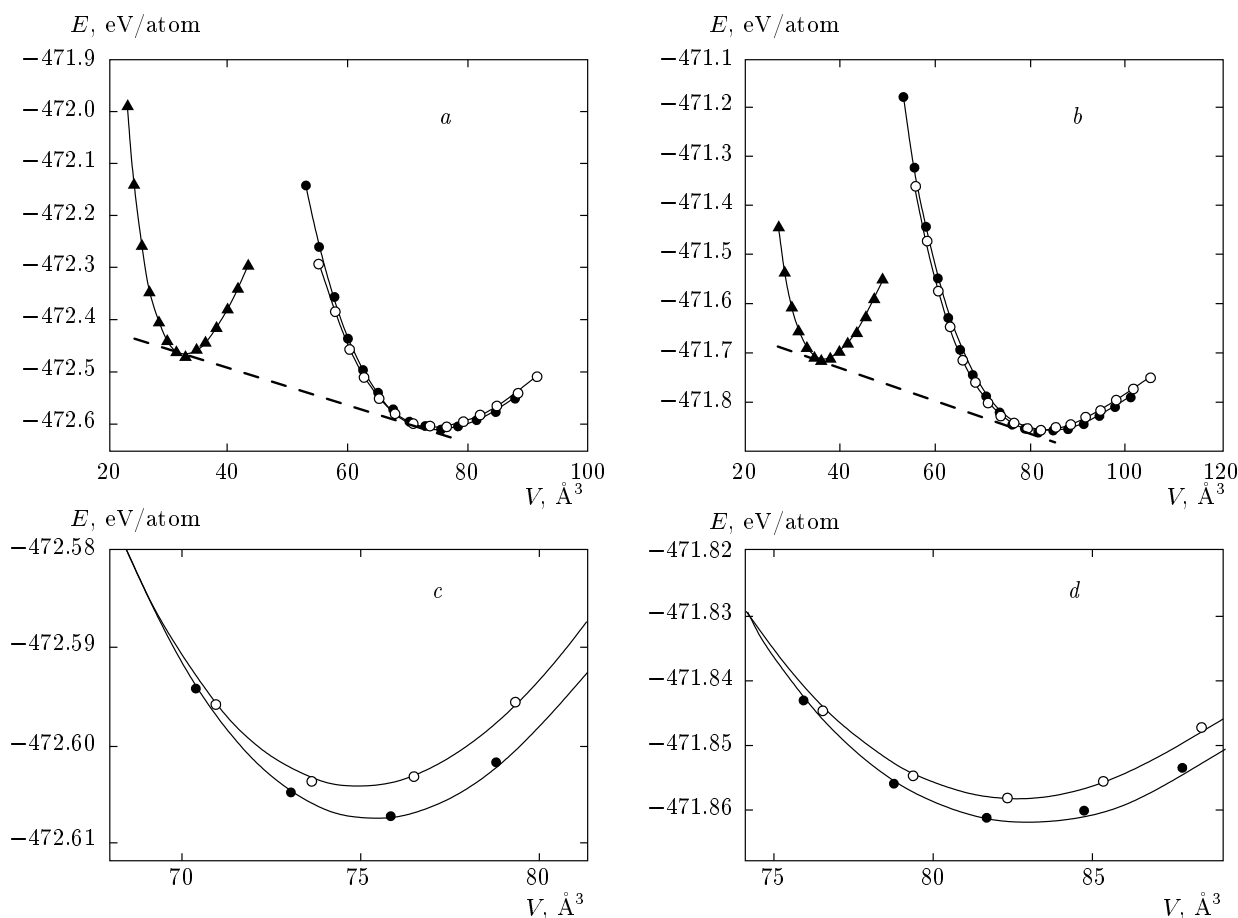 E, eV/atom
−471.9
−472.0
−472.1
−472.2
−472.3
−472.4
−472.5
−472.6
a
20 40 60 80 100
V, Å³
E, eV/atom
−471.1
−471.2
−471.3
−471.4
−471.5
−471.6
−471.7
−471.8
b
20 40 60 80 100 120
V, Å³
E, eV/atom
−472.58
−472.59
−472.60
−472.61
c
70 75 80
V, Å³
E, eV/atom
−471.82
−471.83
−471.84
−471.85
−471.86
d
75 80 85
V, Å³